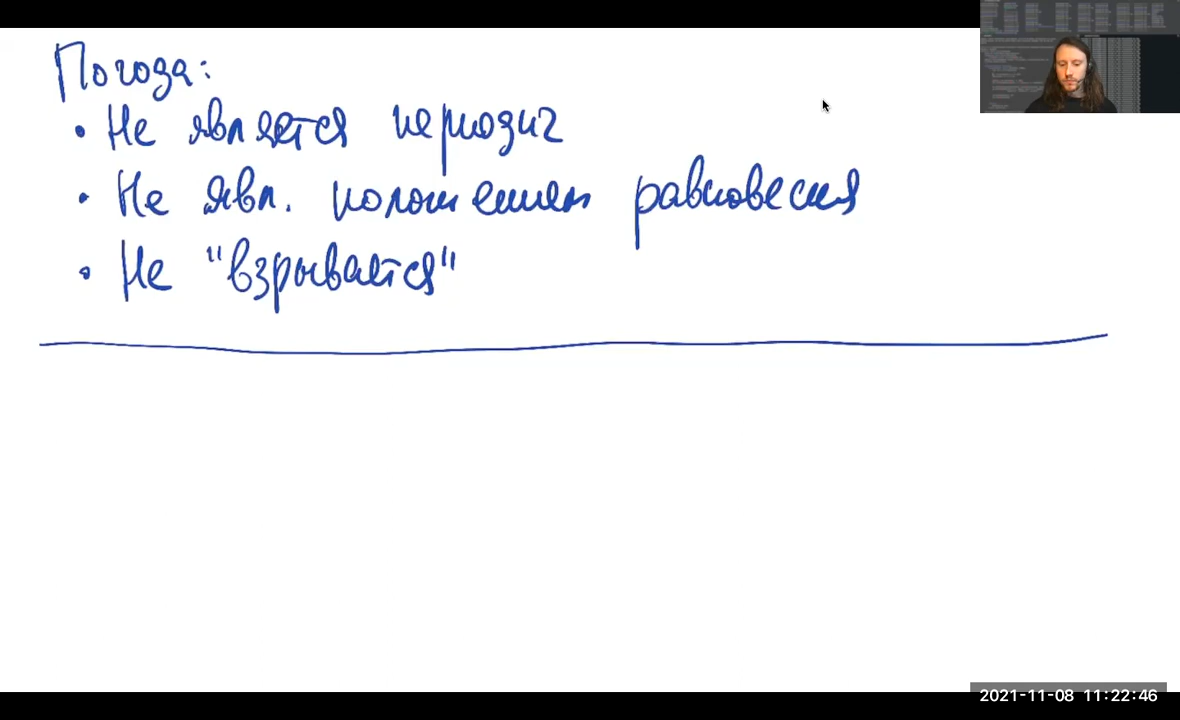 Погода:
• Не является периодич
• Не явл. положением равновесия
• Не "взрывается"
2021-11-08 11:22:46